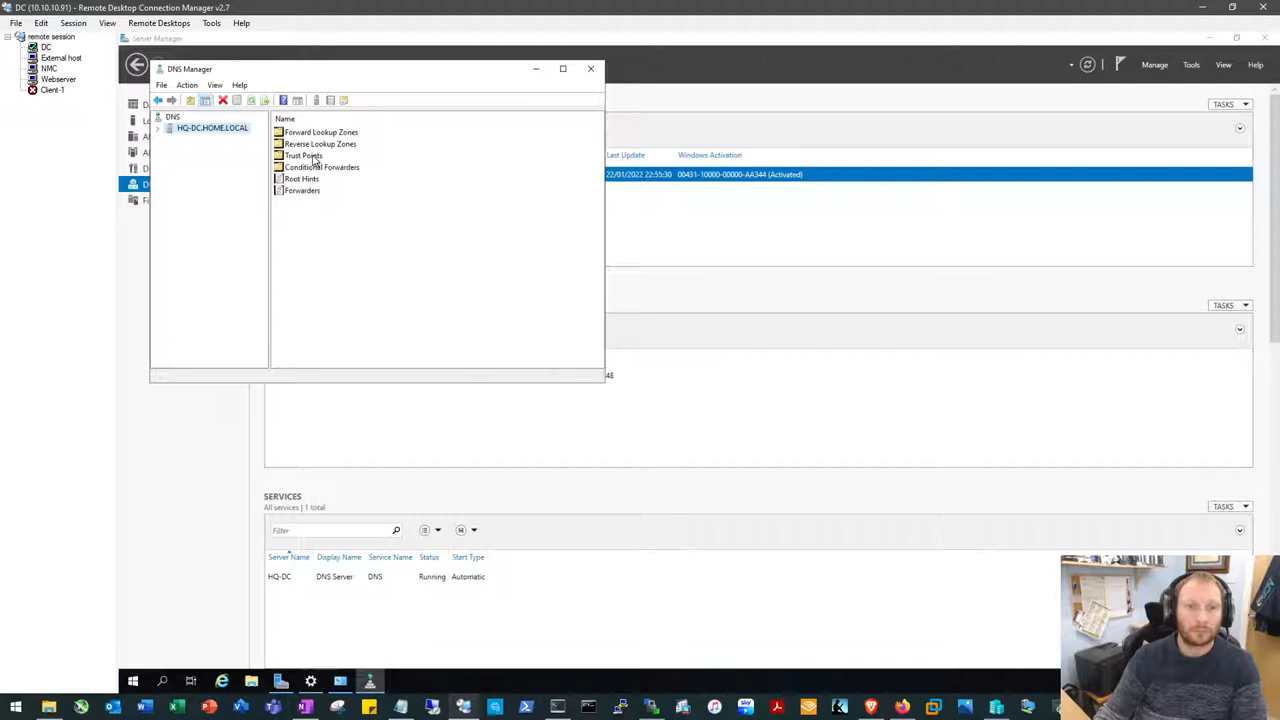 DC (10.10.10.91) - Remote Desktop Connection Manager v2.7
File Edit Session View Remote Desktops Tools Help
remote session
DC
External host
NMC
Webserver
Client-1
Server Manager
Manage Tools View Help
DNS Manager
File Action View Help
DNS
HQ-DC.HOME.LOCAL
Name
Forward Lookup Zones
Reverse Lookup Zones
Trust Points
Conditional Forwarders
Root Hints
Forwarders
TASKS
Last Update Windows Activation
22/01/2022 22:55:30 00431-10000-00000-AA344 (Activated)
TASKS
48
SERVICES
All services | 1 total
TASKS
Filter
Server Name Display Name Service Name Status Start Type
HQ-DC DNS Server DNS Running Automatic